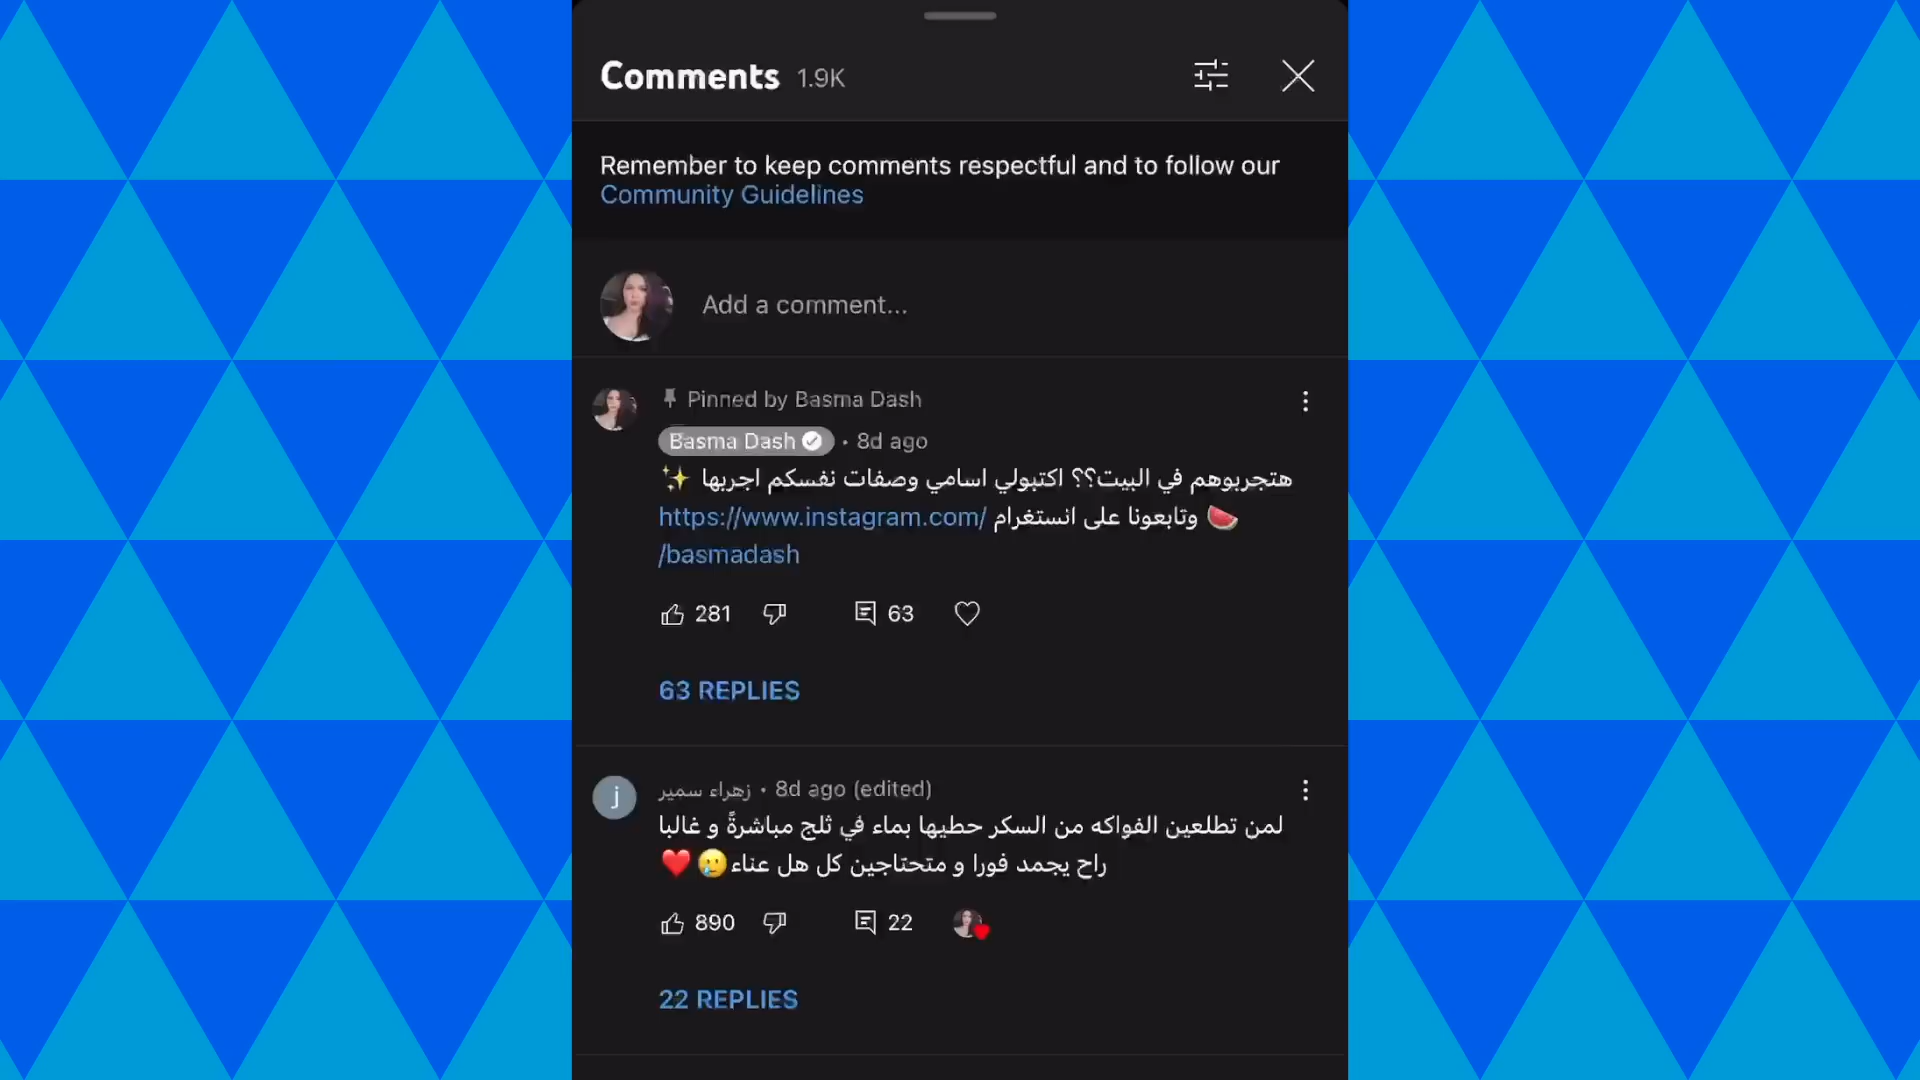 Comments 1.9K
Remember to keep comments respectful and to follow our
Community Guidelines
Add a comment...
Pinned by Basma Dash
Basma Dash • 8d ago
هتجربوهم في البيت؟؟ اكتبولي اسامي وصفات نفسكم اجربها ✨
🍉 وتابعونا على انستغرام https://www.instagram.com/
/basmadash
281 63
63 REPLIES
j
زهراء سمير • 8d ago (edited)
لمن تطلعين الفواكه من السكر حطيها بماء في ثلج مباشرةً و غالبا
راح يجمد فورا و متحتاجين كل هل عناء🥲❤️
890 22
22 REPLIES